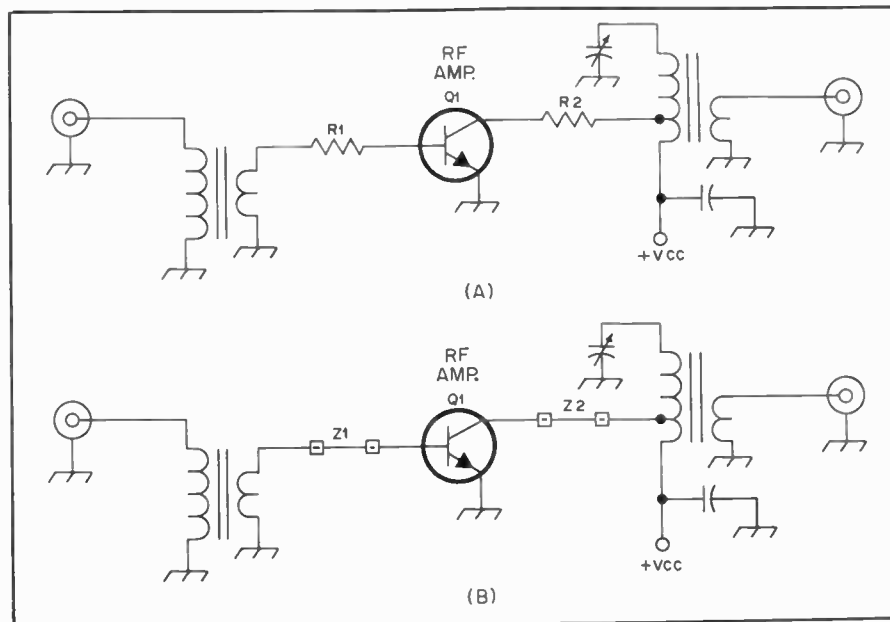 RF
AMP.
Q1
R1
R2
+VCC
(A)
RF
AMP.
Q1
Z1
Z2
+VCC
(B)